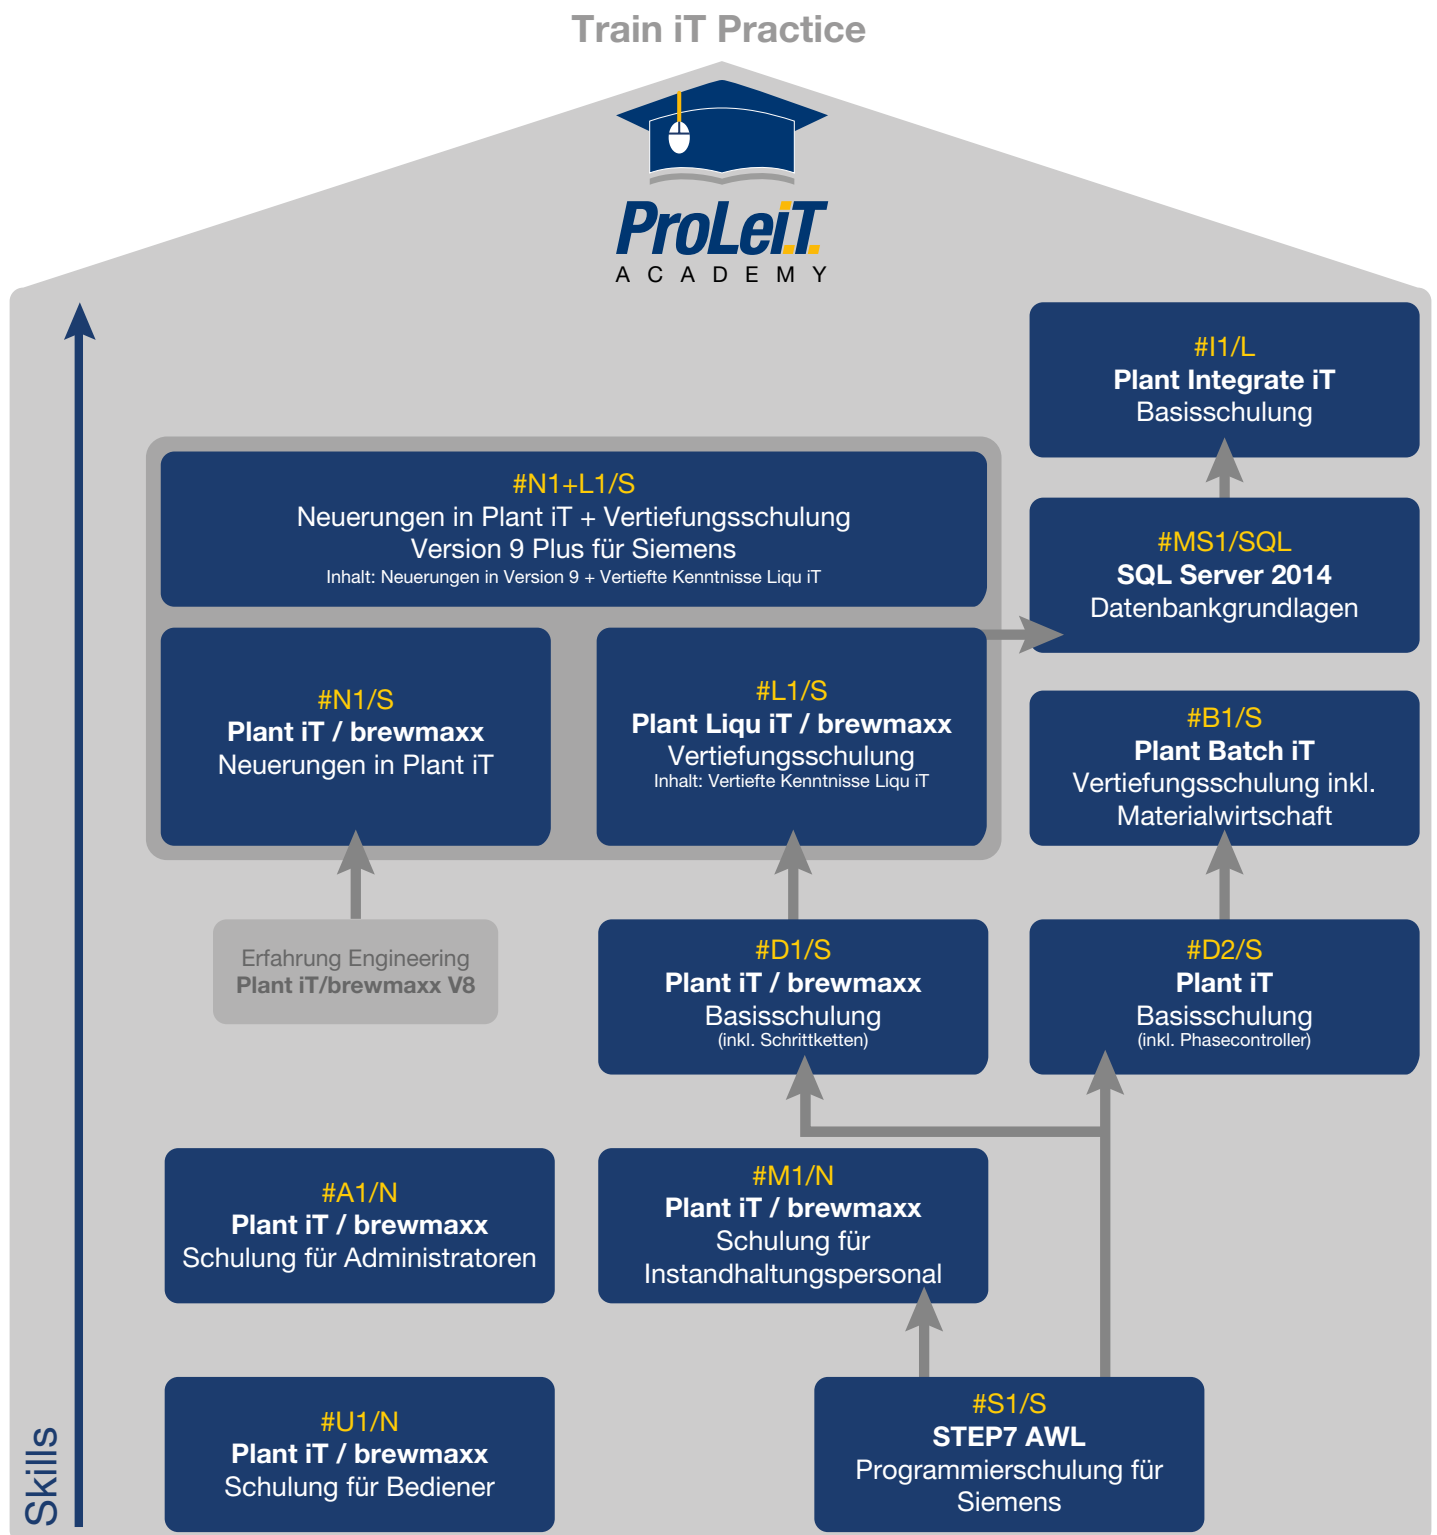 Train iT Practice
ProLeiT
ACADEMY
#I1/L
Plant Integrate iT
Basisschulung
#N1+L1/S
Neuerungen in Plant iT + Vertiefungsschulung
Version 9 Plus für Siemens
Inhalt: Neuerungen in Version 9 + Vertiefte Kenntnisse Liqu iT
#MS1/SQL
SQL Server 2014
Datenbankgrundlagen
#N1/S
Plant iT / brewmaxx
Neuerungen in Plant iT
#L1/S
Plant Liqu iT / brewmaxx
Vertiefungsschulung
Inhalt: Vertiefte Kenntnisse Liqu iT
#B1/S
Plant Batch iT
Vertiefungsschulung inkl.
Materialwirtschaft
Erfahrung Engineering
Plant iT/brewmaxx V8
#D1/S
Plant iT / brewmaxx
Basisschulung
(inkl. Schrittketten)
#D2/S
Plant iT
Basisschulung
(inkl. Phasecontroller)
#A1/N
Plant iT / brewmaxx
Schulung für Administratoren
#M1/N
Plant iT / brewmaxx
Schulung für
Instandhaltungspersonal
#U1/N
Plant iT / brewmaxx
Schulung für Bediener
#S1/S
STEP7 AWL
Programmierschulung für
Siemens
Skills